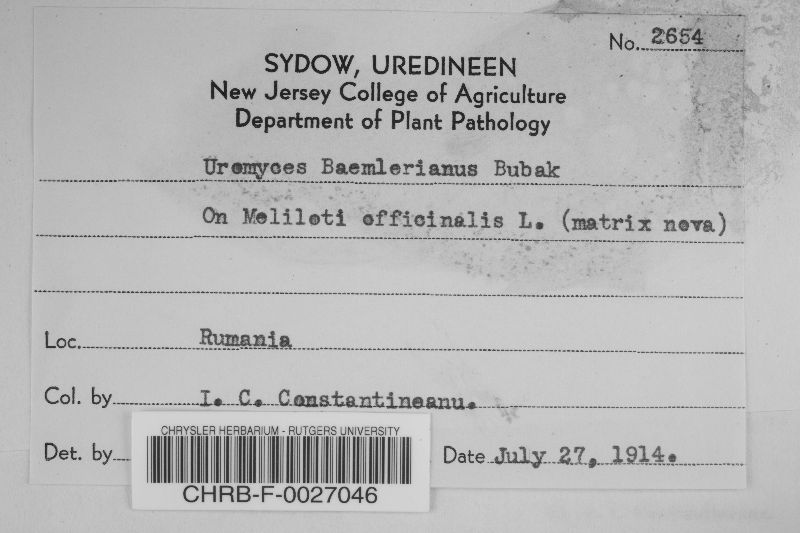 No. 2654
SYDOW, UREDINEEN
New Jersey College of Agriculture
Department of Plant Pathology
Uromyces Baemlerianus Bubak
On Meliloti officinalis L. (matrix nova)
Loc. Rumania
Col. by I. C. Constantineanu.
Det. by Date July 27, 1914.
CHRYSLER HERBARIUM - RUTGERS UNIVERSITY
CHRB-F-0027046